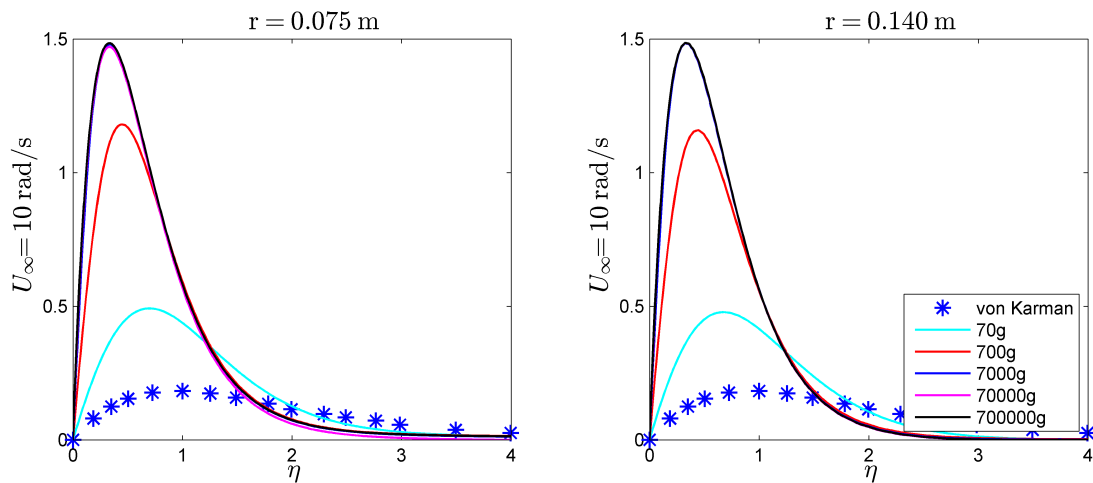 r = 0.075 m
1.5
1
0.5
0
0 1 2 3 4
η
U∞= 10 rad/s
r = 0.140 m
1.5
1
0.5
0
0 1 2 3 4
η
U∞= 10 rad/s
von Karman
70g
700g
7000g
70000g
700000g